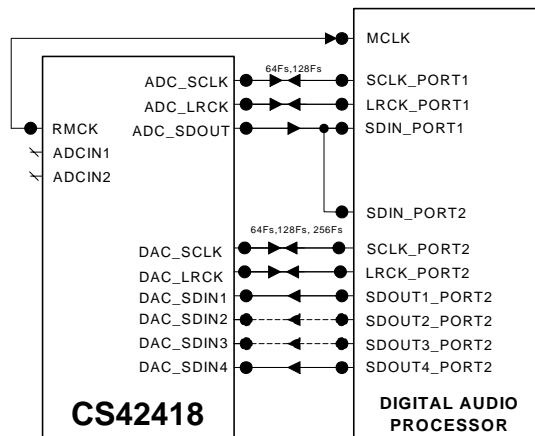 MCLK
64Fs,128Fs
ADC_SCLK
SCLK_PORT1
ADC_LRCK
LRCK_PORT1
RMCK
ADC_SDOUT
SDIN_PORT1
ADCIN1
ADCIN2
SDIN_PORT2
64Fs,128Fs, 256Fs
DAC_SCLK
SCLK_PORT2
DAC_LRCK
LRCK_PORT2
DAC_SDIN1
SDOUT1_PORT2
DAC_SDIN2
SDOUT2_PORT2
DAC_SDIN3
SDOUT3_PORT2
DAC_SDIN4
SDOUT4_PORT2
CS42418
DIGITAL AUDIO
PROCESSOR